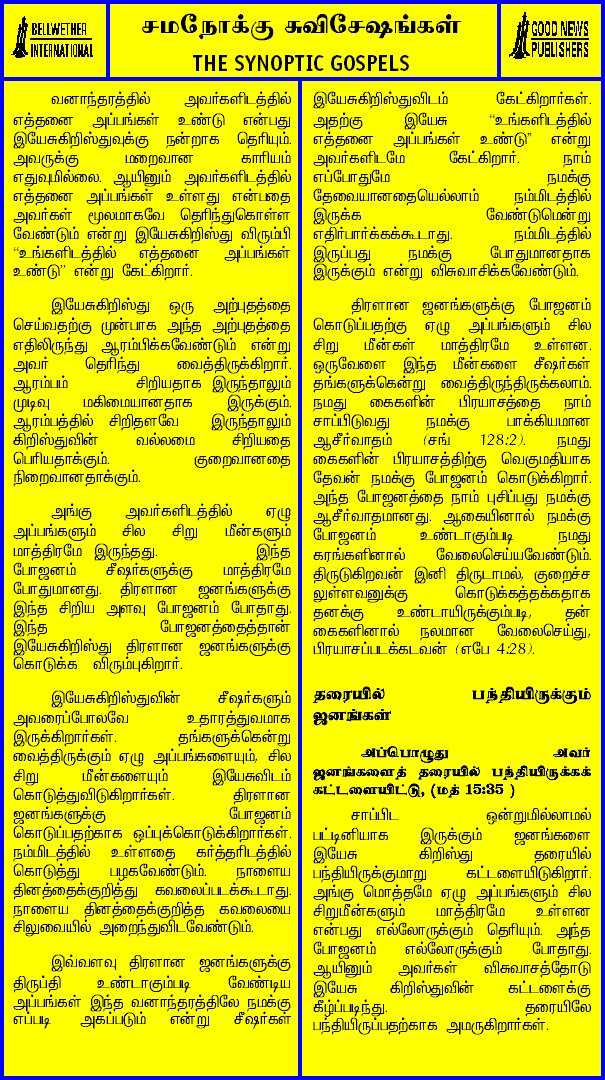 BELLWETHER
INTERNATIONAL
சமநோக்கு சுவிசேஷங்கள்
THE SYNOPTIC GOSPELS
GOOD NEWS
PUBLISHERS
வனாந்தரத்தில் அவர்களிடத்தில்
எத்தனை அப்பங்கள் உண்டு என்பது
இயேசுகிறிஸ்துவுக்கு நன்றாக தெரியும்.
அவருக்கு மறைவான காரியம்
எதுவுமில்லை. ஆயினும் அவர்களிடத்தில்
எத்தனை அப்பங்கள் உள்ளது என்பதை
அவர்கள் மூலமாகவே தெரிந்துகொள்ள
வேண்டும் என்று இயேசுகிறிஸ்து விரும்பி
“உங்களிடத்தில் எத்தனை அப்பங்கள்
உண்டு” என்று கேட்கிறார்.
இயேசுகிறிஸ்து ஒரு அற்புதத்தை
செய்வதற்கு முன்பாக அந்த அற்புதத்தை
எதிலிருந்து ஆரம்பிக்கவேண்டும் என்று
அவர் தெரிந்து வைத்திருக்கிறார்.
ஆரம்பம் சிறியதாக இருந்தாலும்
முடிவு மகிமையானதாக இருக்கும்.
ஆரம்பத்தில் சிறிதளவே இருந்தாலும்
கிறிஸ்துவின் வல்லமை சிறியதை
பெரியதாக்கும். குறைவானதை
நிறைவானதாக்கும்.
அங்கு அவர்களிடத்தில் ஏழு
அப்பங்களும் சில சிறு மீன்களும்
மாத்திரமே இருந்தது. இந்த
போஜனம் சீஷர்களுக்கு மாத்திரமே
போதுமானது. திரளான ஜனங்களுக்கு
இந்த சிறிய அளவு போஜனம் போதாது.
இந்த போஜனத்தைத்தான்
இயேசுகிறிஸ்து திரளான ஜனங்களுக்கு
கொடுக்க விரும்புகிறார்.
இயேசுகிறிஸ்துவின் சீஷர்களும்
அவரைப்போலவே உதாரத்துவமாக
இருக்கிறார்கள். தங்களுக்கென்று
வைத்திருக்கும் ஏழு அப்பங்களையும், சில
சிறு மீன்களையும் இயேசுவிடம்
கொடுத்துவிடுகிறார்கள். திரளான
ஜனங்களுக்கு போஜனம்
கொடுப்பதற்காக ஒப்புக்கொடுக்கிறார்கள்.
நம்மிடத்தில் உள்ளதை கர்த்தரிடத்தில்
கொடுத்து பழகவேண்டும். நாளைய
தினத்தைக்குறித்து கவலைப்படக்கூடாது.
நாளைய தினத்தைக்குறித்த கவலையை
சிலுவையில் அறைந்துவிடவேண்டும்.
இவ்வளவு திரளான ஜனங்களுக்கு
திருப்தி உண்டாகும்படி வேண்டிய
அப்பங்கள் இந்த வனாந்தரத்திலே நமக்கு
எப்படி அகப்படும் என்று சீஷர்கள்
இயேசுகிறிஸ்துவிடம் கேட்கிறார்கள்.
அதற்கு இயேசு “உங்களிடத்தில்
எத்தனை அப்பங்கள் உண்டு” என்று
அவர்களிடமே கேட்கிறார். நாம்
எப்போதுமே நமக்கு
தேவையானதையெல்லாம் நம்மிடத்தில்
இருக்க வேண்டுமென்று
எதிர்பார்க்கக்கூடாது. நம்மிடத்தில்
இருப்பது நமக்கு போதுமானதாக
இருக்கும் என்று விசுவாசிக்கவேண்டும்.
திரளான ஜனங்களுக்கு போஜனம்
கொடுப்பதற்கு ஏழு அப்பங்களும் சில
சிறு மீன்கள் மாத்திரமே உள்ளன.
ஒருவேளை இந்த மீன்களை சீஷர்கள்
தங்களுக்கென்று வைத்திருந்திருக்கலாம்.
நமது கைகளின் பிரயாசத்தை நாம்
சாப்பிடுவது நமக்கு பாக்கியமான
ஆசீர்வாதம் (சங் 128:2). நமது
கைகளின் பிரயாசத்திற்கு வெகுமதியாக
தேவன் நமக்கு போஜனம் கொடுக்கிறார்.
அந்த போஜனத்தை நாம் புசிப்பது நமக்கு
ஆசீர்வாதமானது. ஆகையினால் நமக்கு
போஜனம் உண்டாகும்படி நமது
கரங்களினால் வேலைசெய்யவேண்டும்.
திருடுகிறவன் இனி திருடாமல், குறைச்ச
லுள்ளவனுக்கு கொடுக்கத்தக்கதாக
தனக்கு உண்டாயிருக்கும்படி, தன்
கைகளினால் நலமான வேலைசெய்து,
பிரயாசப்படக்கடவன் (எபே 4:28).
தரையில் பந்தியிருக்கும்
ஜனங்கள்
அப்பொழுது அவர்
ஜனங்களைத் தரையில் பந்தியிருக்கக்
கட்டளையிட்டு, (மத் 15:35 )
சாப்பிட ஒன்றுமில்லாமல்
பட்டினியாக இருக்கும் ஜனங்களை
இயேசு கிறிஸ்து தரையில்
பந்தியிருக்குமாறு கட்டளையிடுகிறார்.
அங்கு மொத்தமே ஏழு அப்பங்களும் சில
சிறுமீன்களும் மாத்திரமே உள்ளன
என்பது எல்லோருக்கும் தெரியும். அந்த
போஜனம் எல்லோருக்கும் போதாது.
ஆயினும் அவர்கள் விசுவாசத்தோடு
இயேசு கிறிஸ்துவின் கட்டளைக்கு
கீழ்ப்படிந்து. தரையிலே
பந்தியிருப்பதற்காக அமருகிறார்கள்.